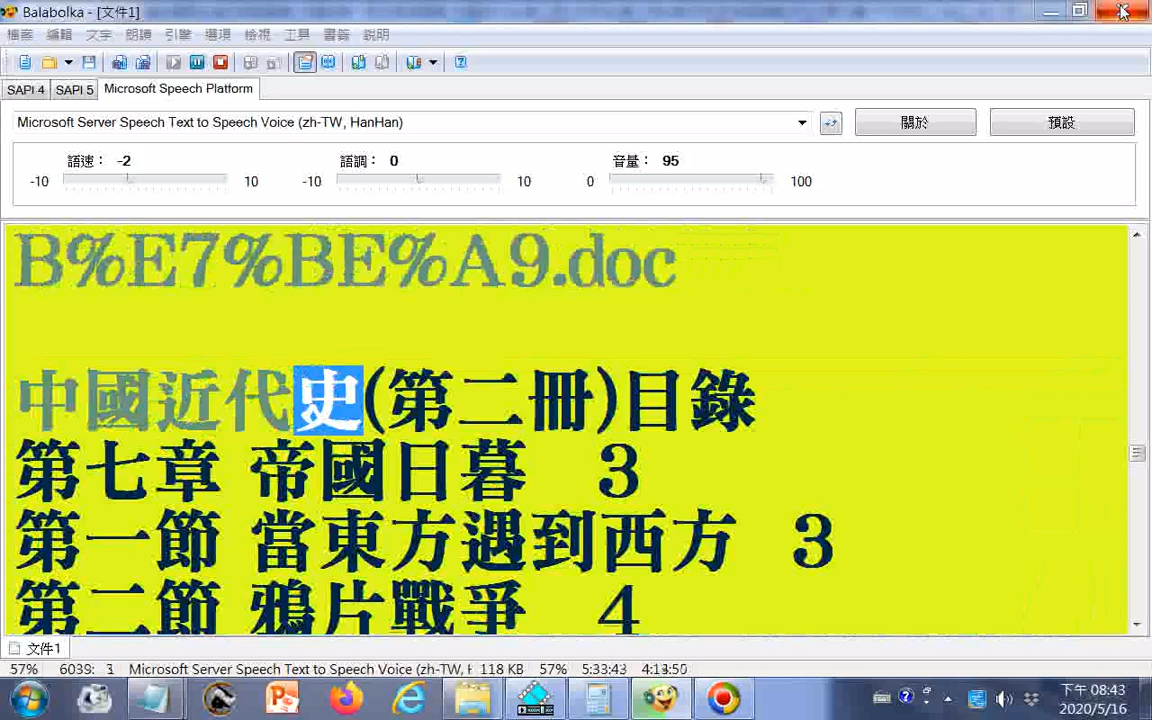 Balabolka - [文件1]
檔案 編輯 文字 朗讀 引擎 選項 檢視 工具 書籤 說明
SAPI 4 SAPI 5 Microsoft Speech Platform
Microsoft Server Speech Text to Speech Voice (zh-TW, HanHan) 關於 預設
語速： -2 語調： 0 音量： 95
-10 10 -10 10 0 100
B%E7%BE%A9.doc
中國近代史(第二冊)目錄
第七章 帝國日暮 3
第一節 當東方遇到西方 3
第二節 鴉片戰爭 4
文件1
57% 6039: 1 Microsoft Server Speech Text to Speech Voice (zh-TW, H 118 KB 57% 5:33:43 4:13:50
下午 08:43
2020/5/16